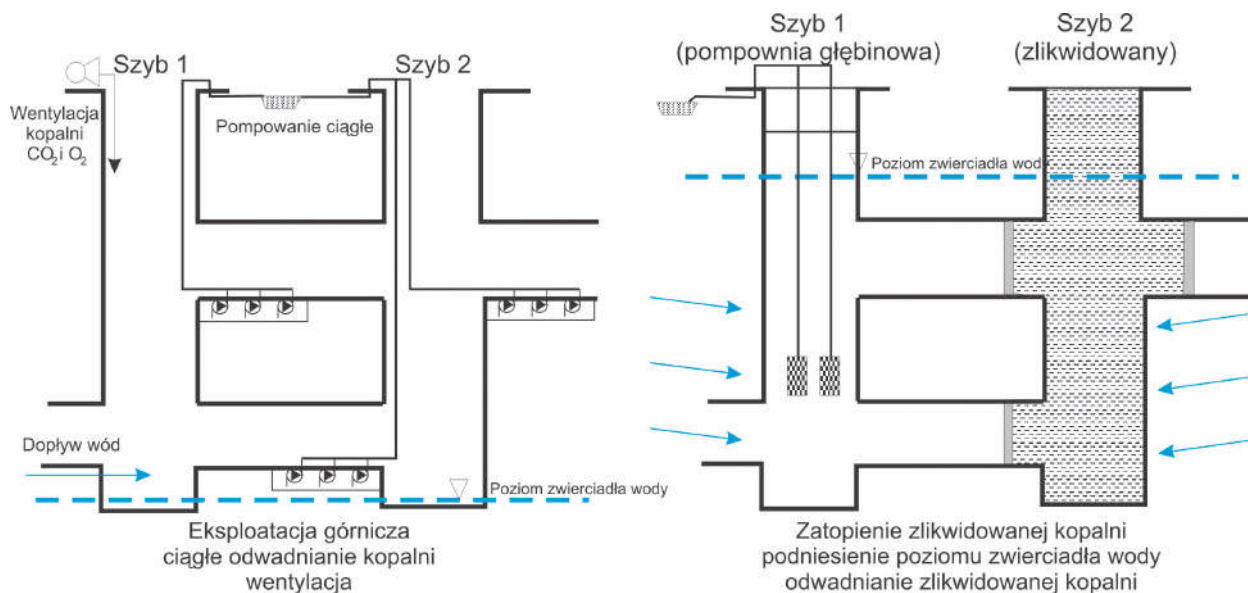 Szyb 1
Szyb 2
Wentylacja
kopalni
CO₂ i O₂
Pompowanie ciągłe
Dopływ wód
Poziom zwierciadła wody
Eksploatacja górnicza
ciągłe odwadnianie kopalni
wentylacja
Szyb 1
(pompownia głębinowa)
Szyb 2
(zlikwidowany)
Poziom zwierciadła wody
Zatopienie zlikwidowanej kopalni
podniesienie poziomu zwierciadła wody
odwadnianie zlikwidowanej kopalni